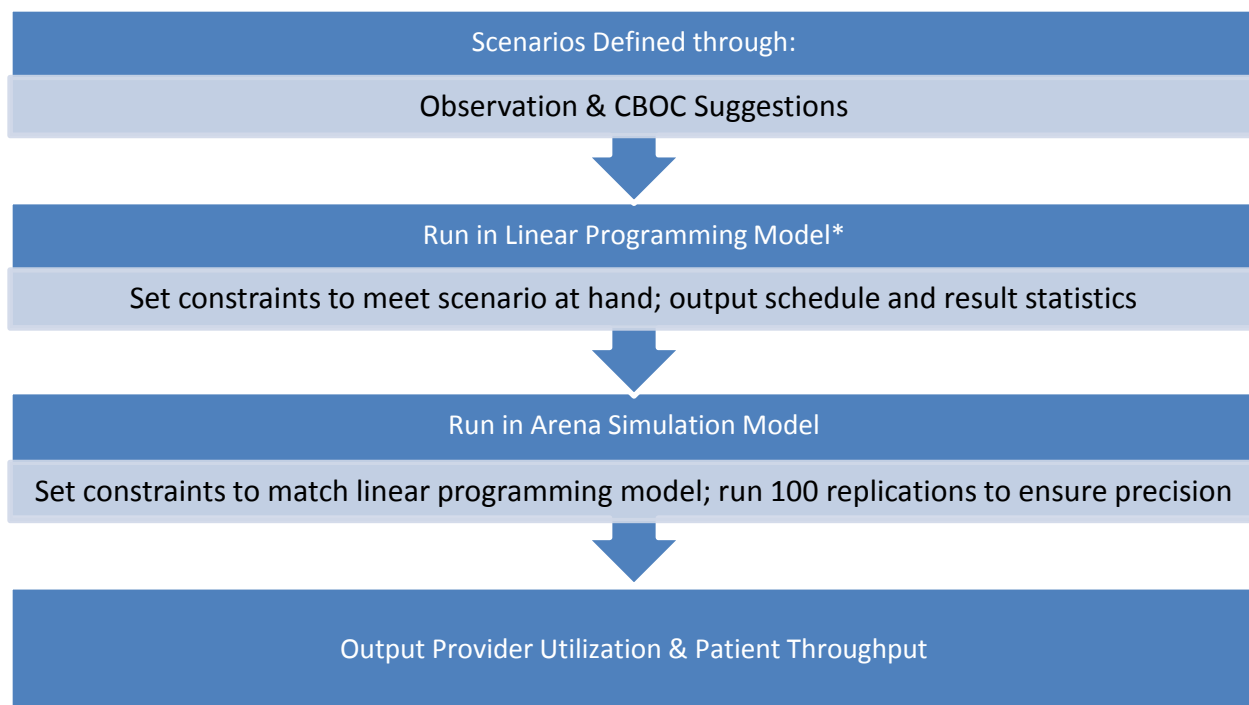 Scenarios Defined through:
Observation & CBOC Suggestions
Run in Linear Programming Model*
Set constraints to meet scenario at hand; output schedule and result statistics
Run in Arena Simulation Model
Set constraints to match linear programming model; run 100 replications to ensure precision
Output Provider Utilization & Patient Throughput